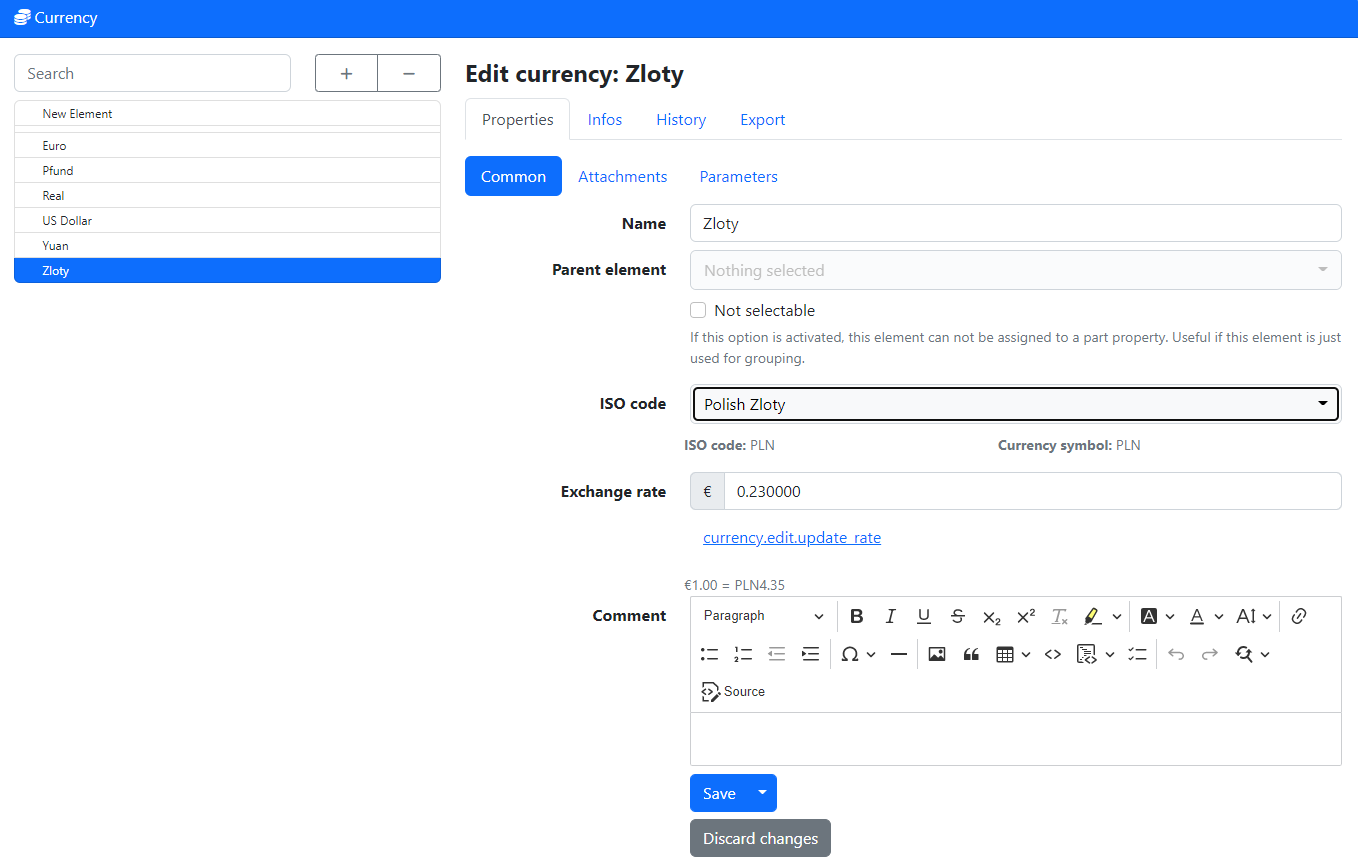 Currency
Search
+ −
New Element
Euro
Pfund
Real
US Dollar
Yuan
Zloty
Edit currency: Zloty
Properties Infos History Export
Common Attachments Parameters
Name Zloty
Parent element Nothing selected
Not selectable
If this option is activated, this element can not be assigned to a part property. Useful if this element is just
used for grouping.
ISO code Polish Zloty
ISO code: PLN Currency symbol: PLN
Exchange rate € 0.230000
currency.edit.update_rate
€1.00 = PLN4.35
Comment Paragraph
Source
Save
Discard changes